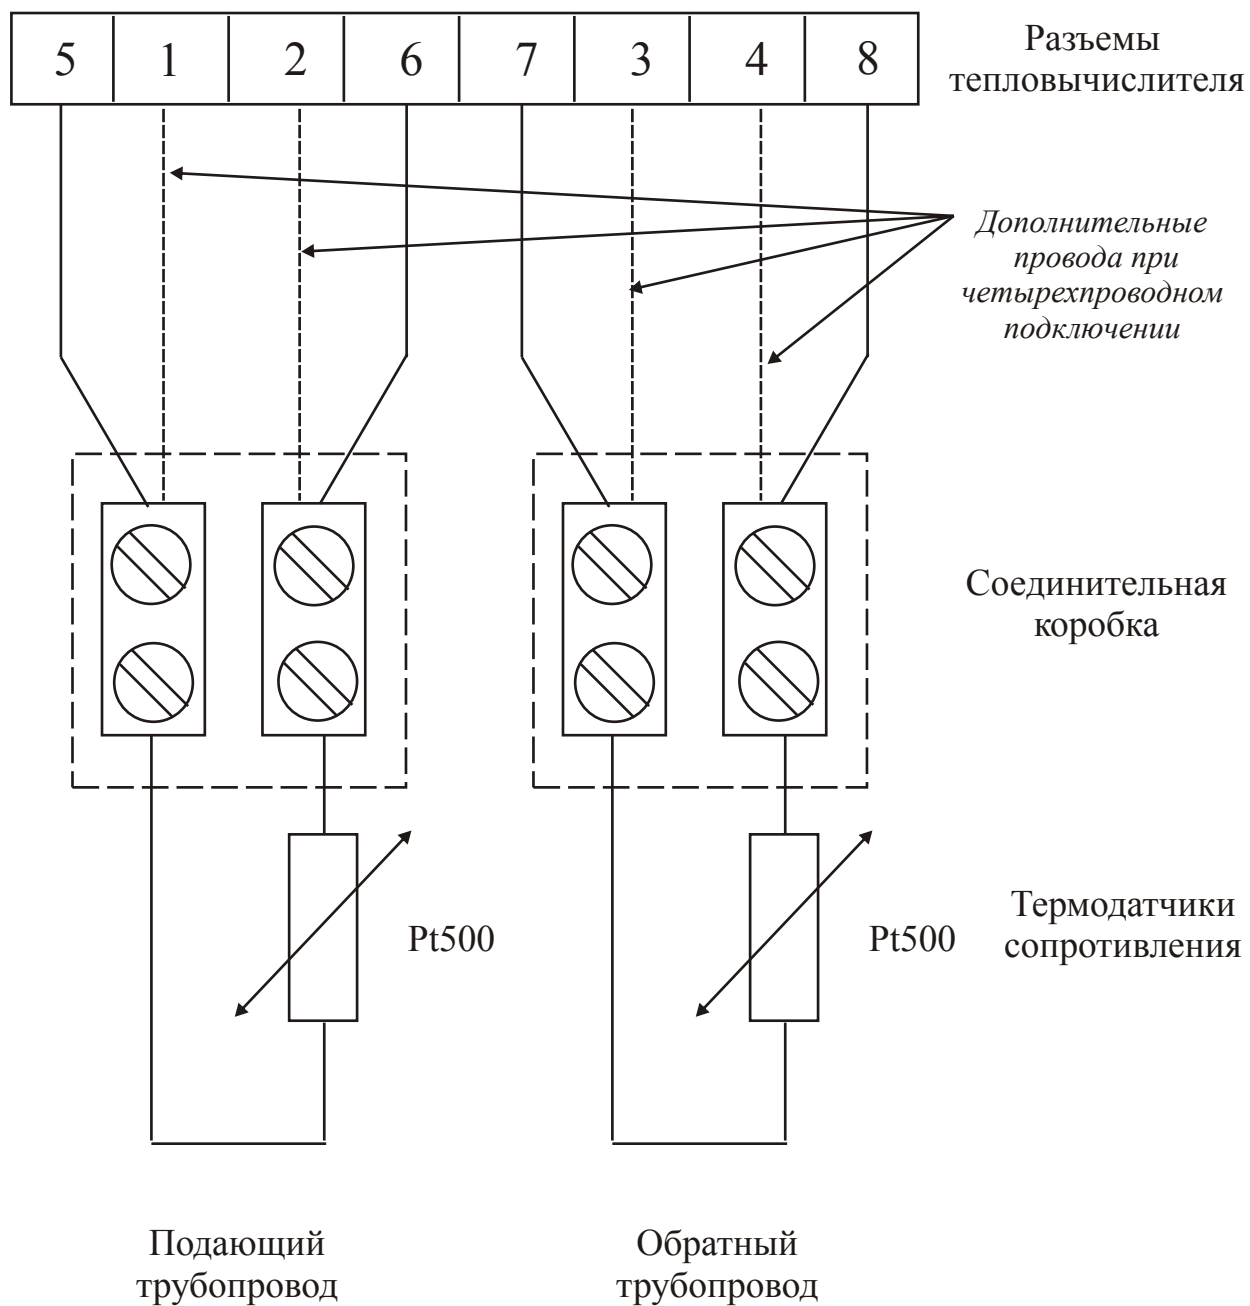 5 1 2 6 7 3 4 8
Разъемы
тепловычислителя
Дополнительные
провода при
четырехпроводном
подключении
Соединительная
коробка
Термодатчики
сопротивления
Pt500
Pt500
Подающий
трубопровод
Обратный
трубопровод